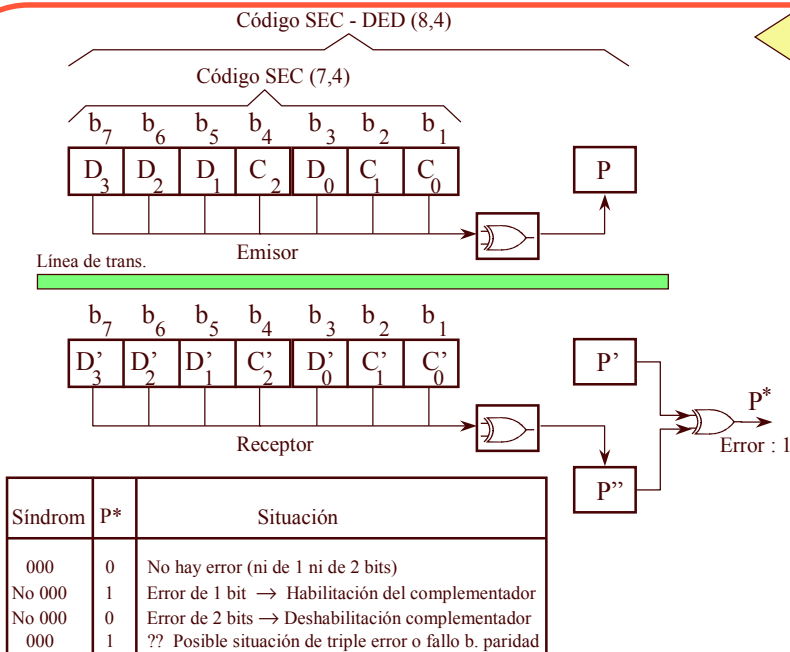 Código SEC - DED (8,4)
Código SEC (7,4)
b7 b6 b5 b4 b3 b2 b1
D3 D2 D1 C2 D0 C1 C0 P
Emisor
Línea de trans.
b7 b6 b5 b4 b3 b2 b1
D’3 D’2 D’1 C’2 D’0 C’1 C’0 P’
P*
Receptor
Error : 1
P”
Síndrom P* Situación
000 0 No hay error (ni de 1 ni de 2 bits)
No 000 1 Error de 1 bit → Habilitación del complementador
No 000 0 Error de 2 bits → Deshabilitación complementador
000 1 ?? Posible situación de triple error o fallo b. paridad